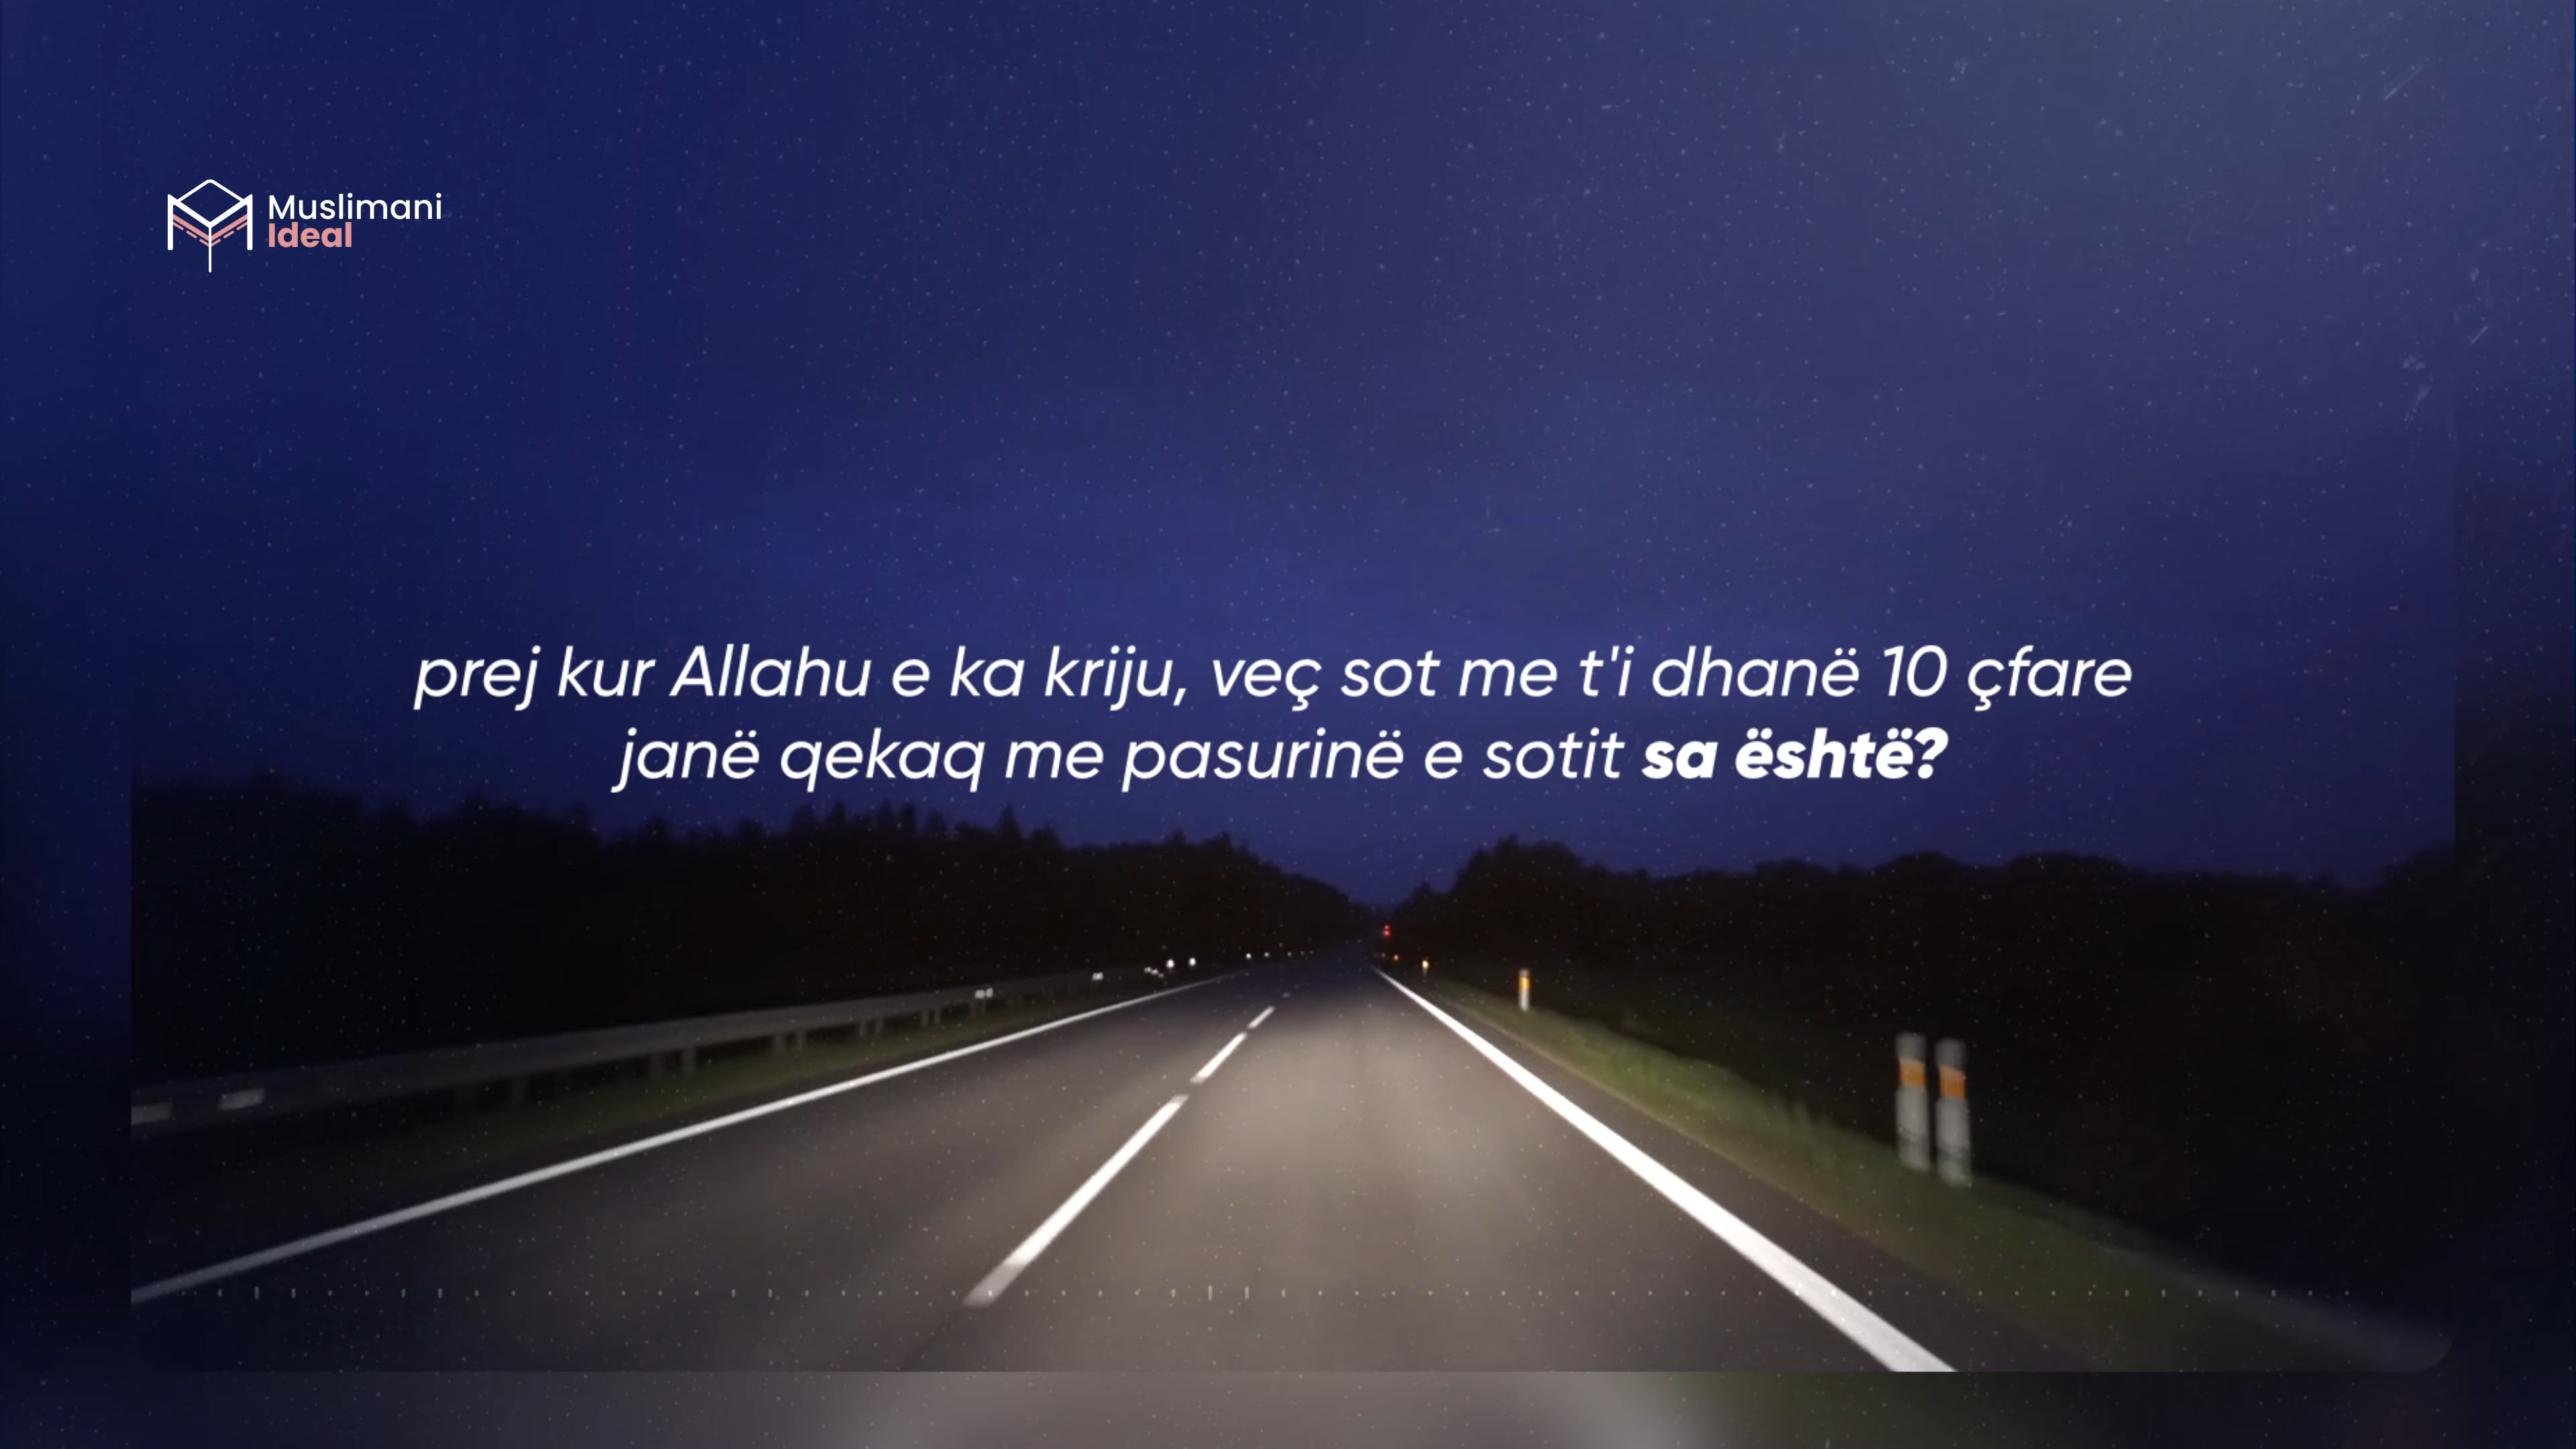 Muslimani
Ideal
prej kur Allahu e ka kriju, veç sot me t'i dhanë 10 çfare
janë qekaq me pasurinë e sotit sa është?